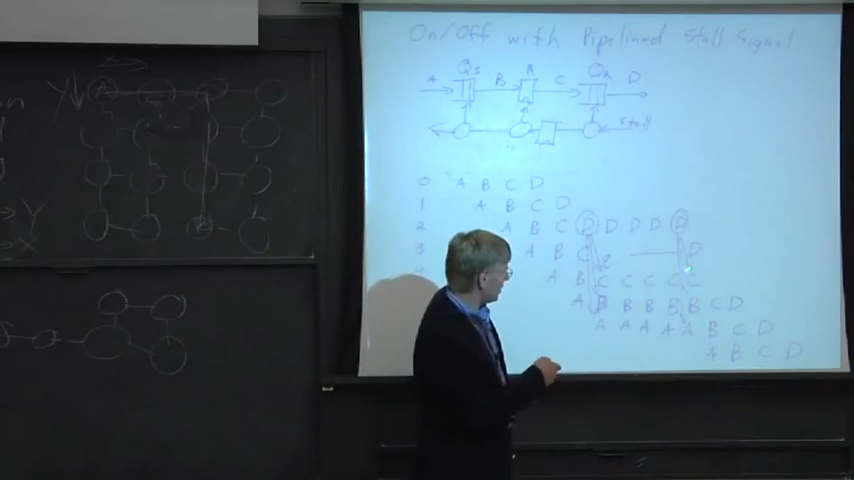 On/Off with Pipelined Stall Signal
A Qs B R C QR D
Stall
0 A B C D
1 A B C D
2 A B C D D D D D
3 A B C D
A B C C C C C
A B B B B B C D
A A A A A B C D
A B C D
Y
A
Y
X